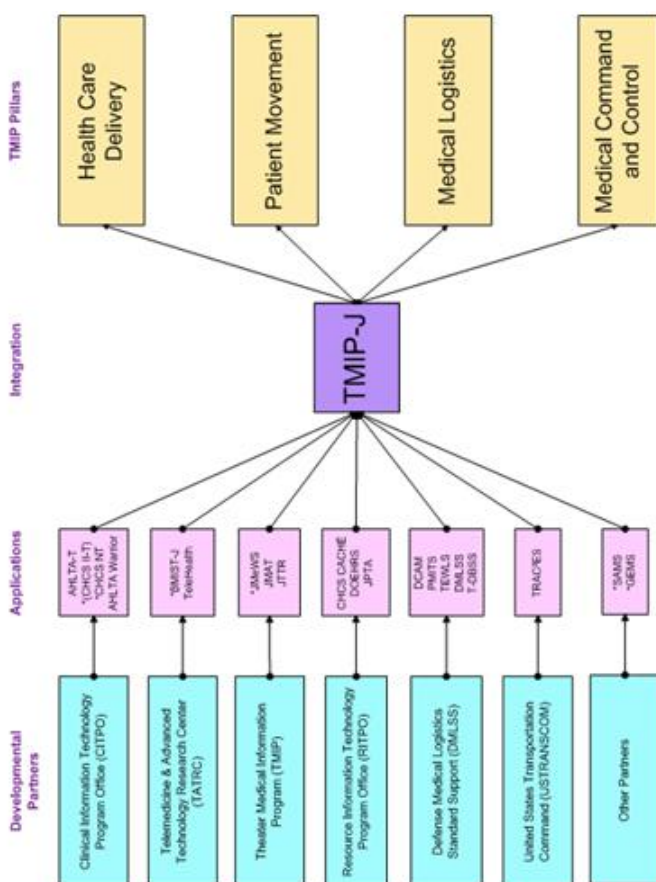 Developmental
Partners
Applications
Integration
TMIP Pillars
Clinical Information Technology
Program Office (CITPO)
AHLTA-T
*(CHCS II-T)
*CHCS NT
AHLTA Warrior
Telemedicine & Advanced
Technology Research Center
(TATRC)
*BMIST-J
TeleHealth
Theater Medical Information
Program (TMIP)
*JMeWS
JMAT
JTTR
Resource Information Technology
Program Office (RITPO)
CHCS CACHÉ
DOEHRS
JPTA
Defense Medical Logistics
Standard Support (DMLSS)
DCAM
PMITS
TEWLS
DMLSS
T-DBSS
United States Transportation
Command (USTRANSCOM)
TRAC²ES
Other Partners
*SAMS
*GEMS
TMIP-J
Health Care
Delivery
Patient Movement
Medical Logistics
Medical Command
and Control